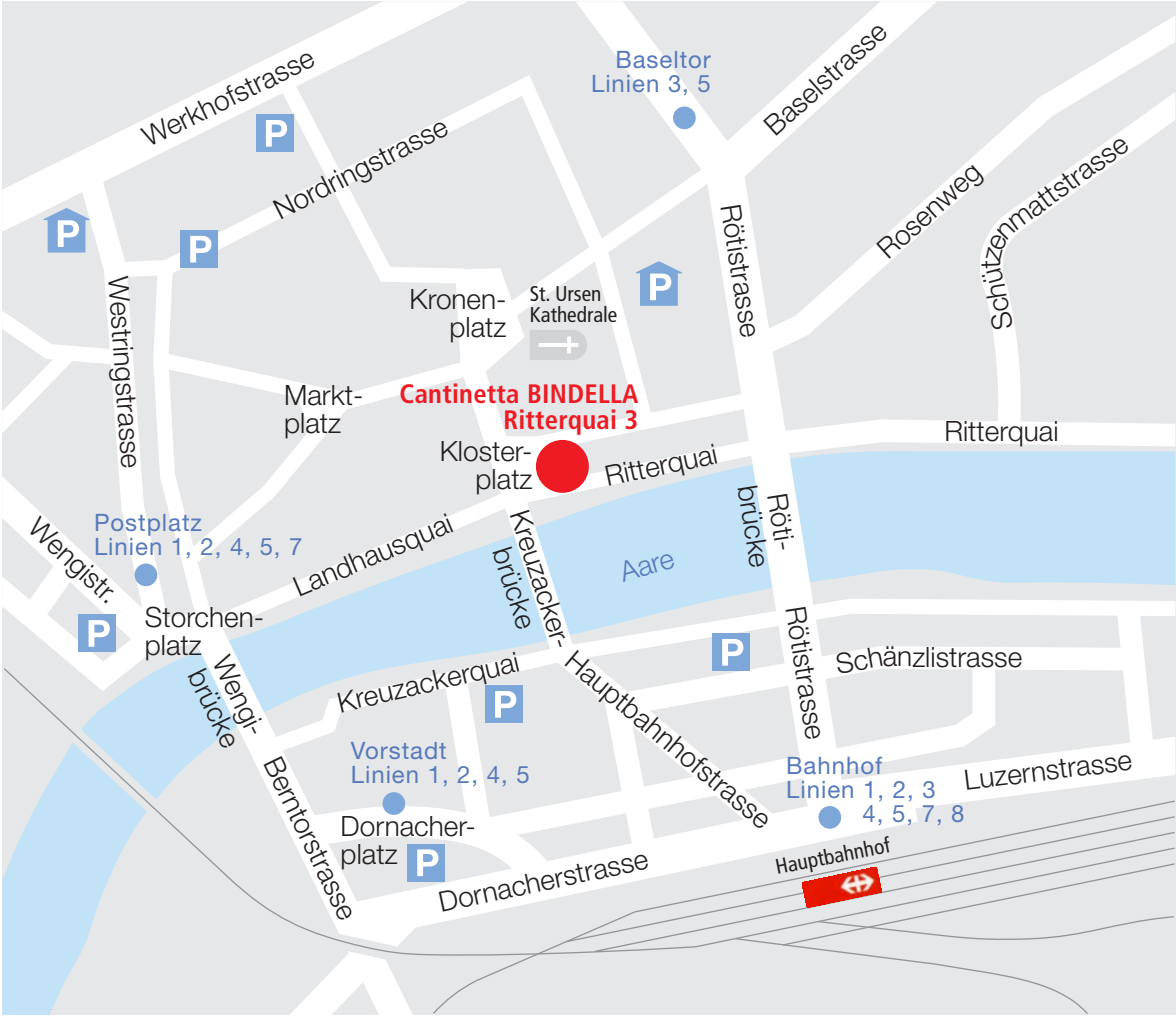 Baseltor
Linien 3, 5
Baselstrasse
Werkhofstrasse
P
Nordringstrasse
Schützenmattstrasse
Rosenweg
P
P
Rötistrasse
P
Westringstrasse
Kronen-
platz
St. Ursen
Kathedrale
Markt-
platz
Cantinetta BINDELLA
Ritterquai 3
Kloster-
platz
Ritterquai
Ritterquai
Postplatz
Linien 1, 2, 4, 5, 7
Wengistr.
Landhausquai
Kreuzacker-
brücke
Aare
Röti-
brücke
P
Storchen-
platz
Wengi-
brücke
Kreuzackerquai
P
P
Hauptbahnhofstrasse
Rötistrasse
Schänzlistrasse
Vorstadt
Linien 1, 2, 4, 5
Bahnhof
Linien 1, 2, 3
4, 5, 7, 8
Luzernstrasse
Berntorstrasse
Dornacher-
platz
P
Dornacherstrasse
Hauptbahnhof